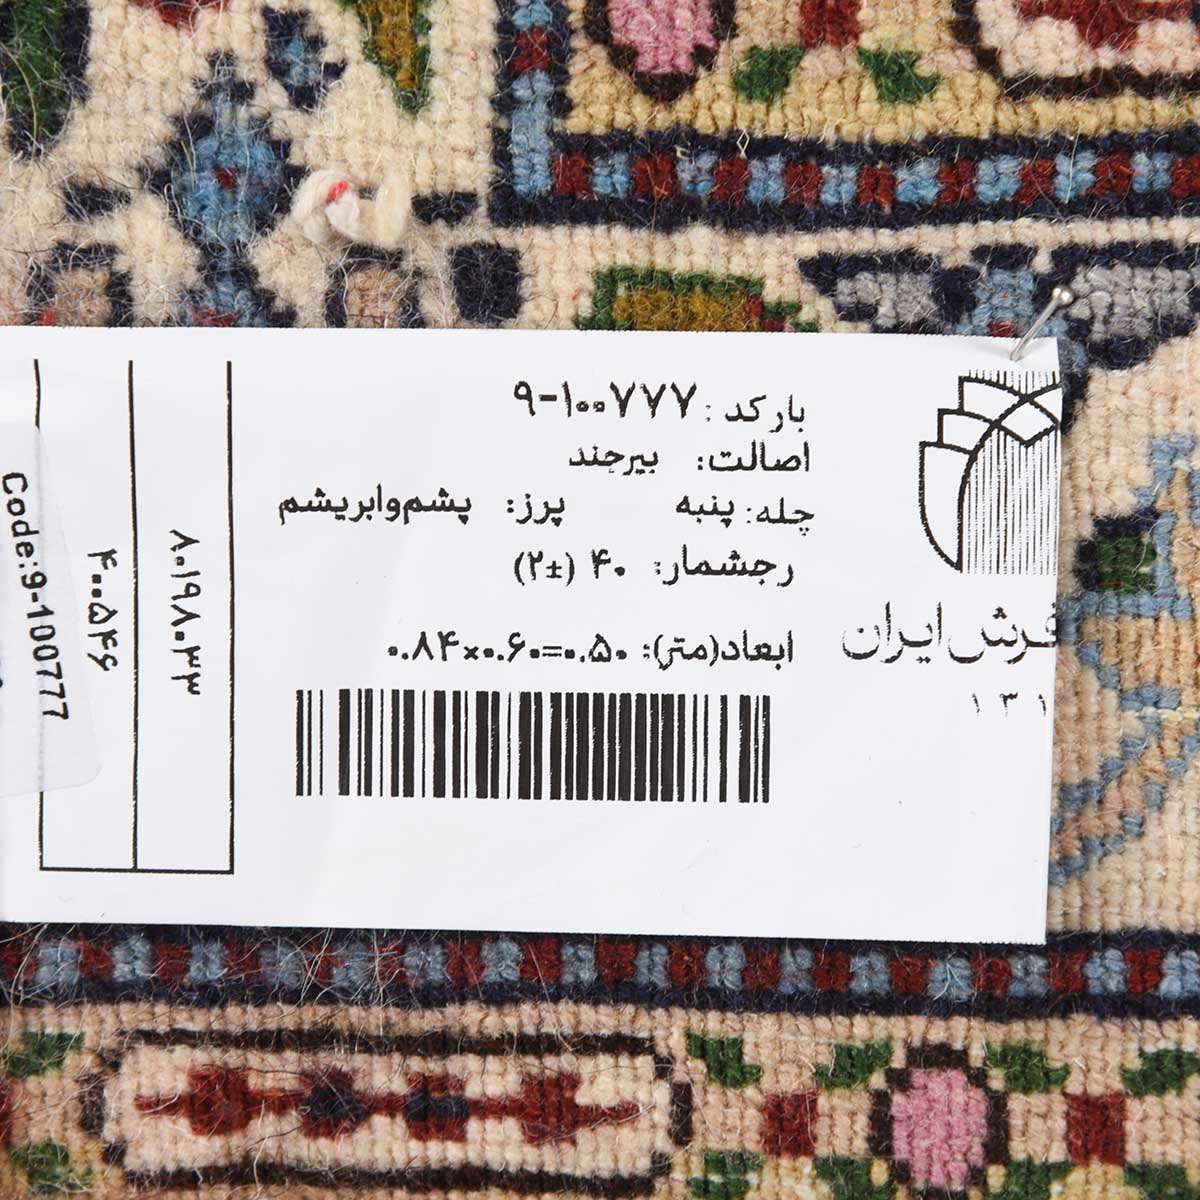 بارکد: ۹-۱۰۰۷۷۷
اصالت: بیرجند
چله: پنبه پرز: پشم‌وابریشم
رجشمار: ۴۰ (±۲)
ابعاد(متر): ۰.۸۴×۰.۶۰=۰.۵۰
فرش ایران
۱۳۱
۸۰۱۹۸۰۳۳
۴۰۰۵۴۶
Code:9-100777